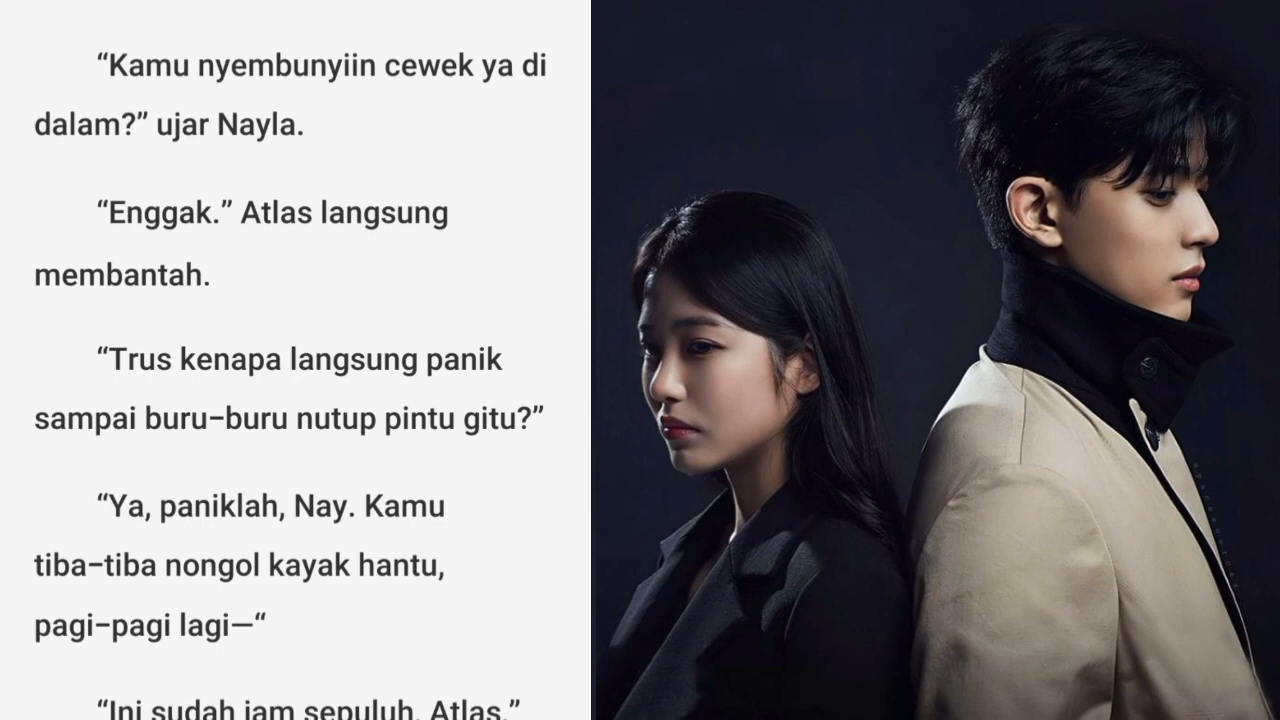 “Kamu nyembunyiin cewek ya di
dalam?” ujar Nayla.
“Enggak.” Atlas langsung
membantah.
“Trus kenapa langsung panik
sampai buru-buru nutup pintu gitu?”
“Ya, paniklah, Nay. Kamu
tiba-tiba nongol kayak hantu,
pagi-pagi lagi—“
“Ini sudah jam sepuluh, Atlas.”